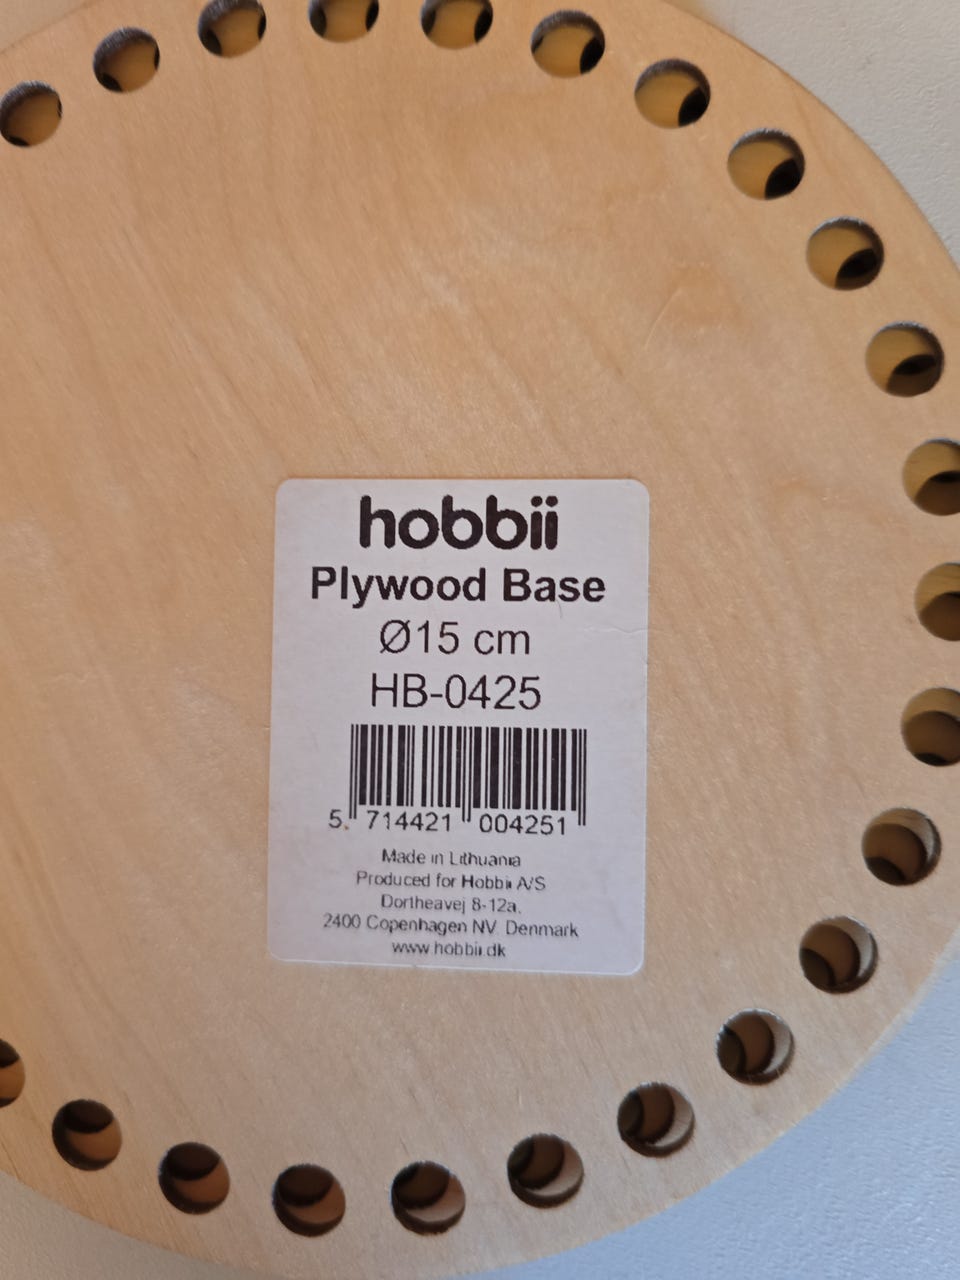 hobbii
Plywood Base
Ø15 cm
HB-0425
5 714421 004251
Made in Lithuania
Produced for Hobbii A/S
Dortheavej 8-12a,
2400 Copenhagen NV, Denmark
www.hobbii.dk